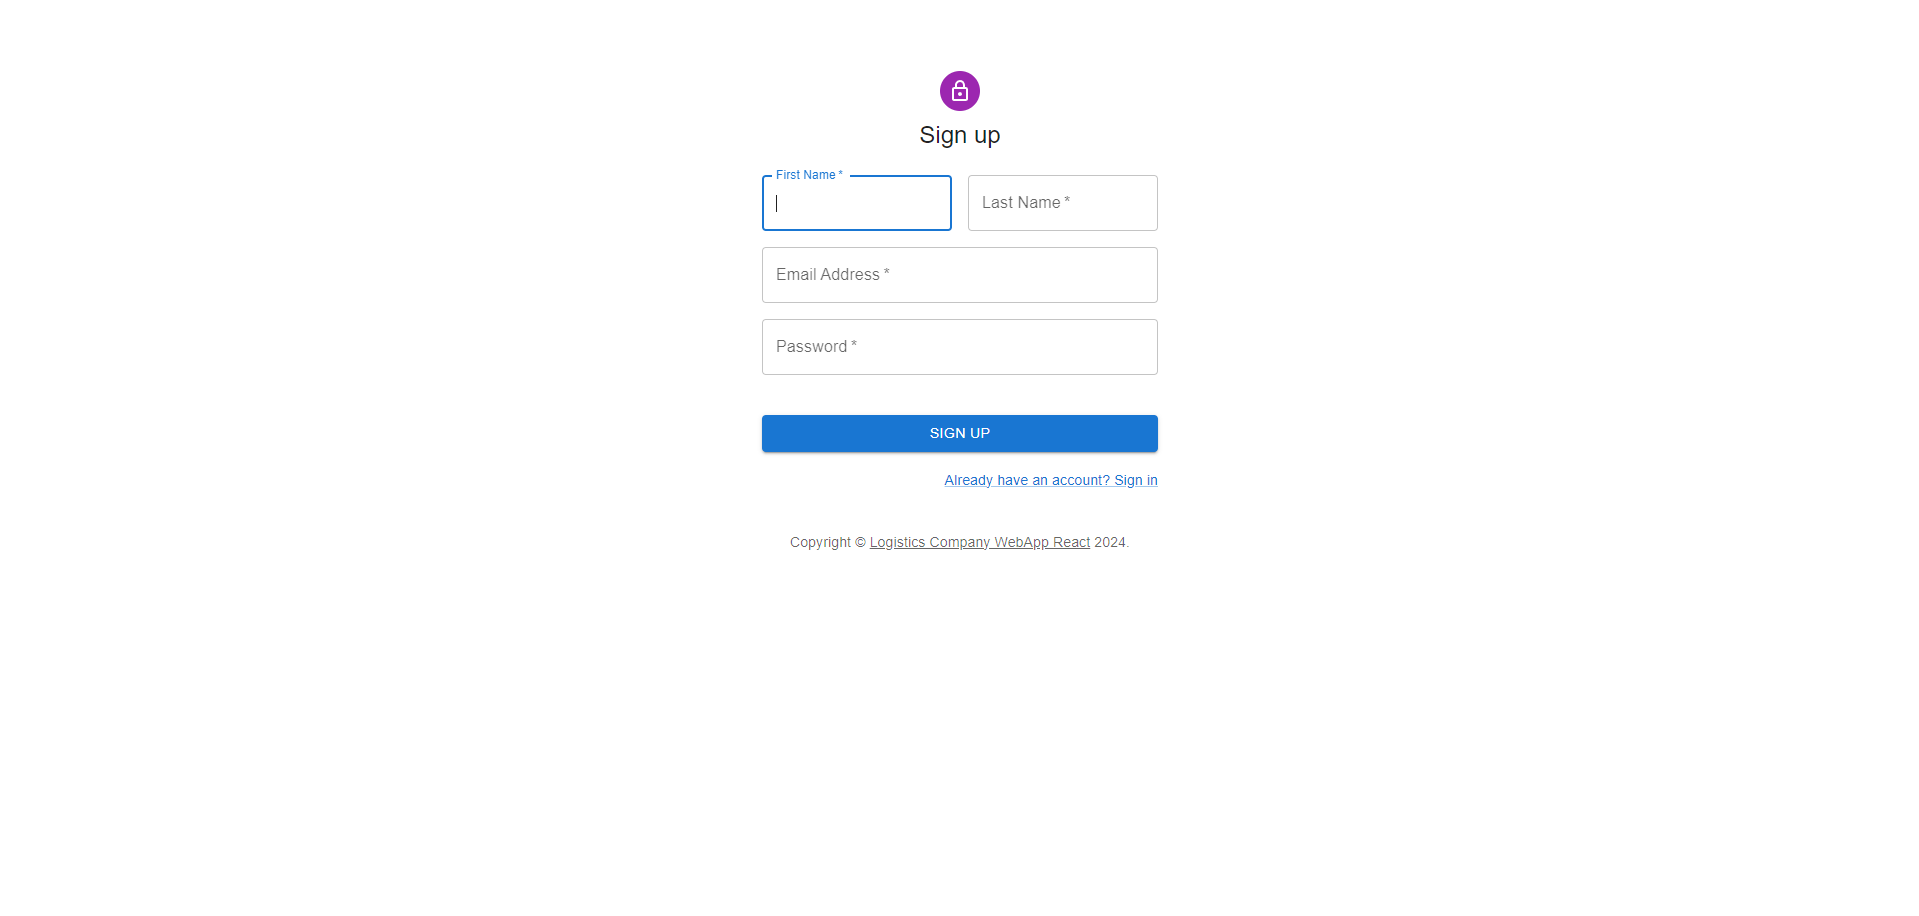 Sign up
First Name *
Last Name *
Email Address *
Password *
SIGN UP
Already have an account? Sign in
Copyright © Logistics Company WebApp React 2024.